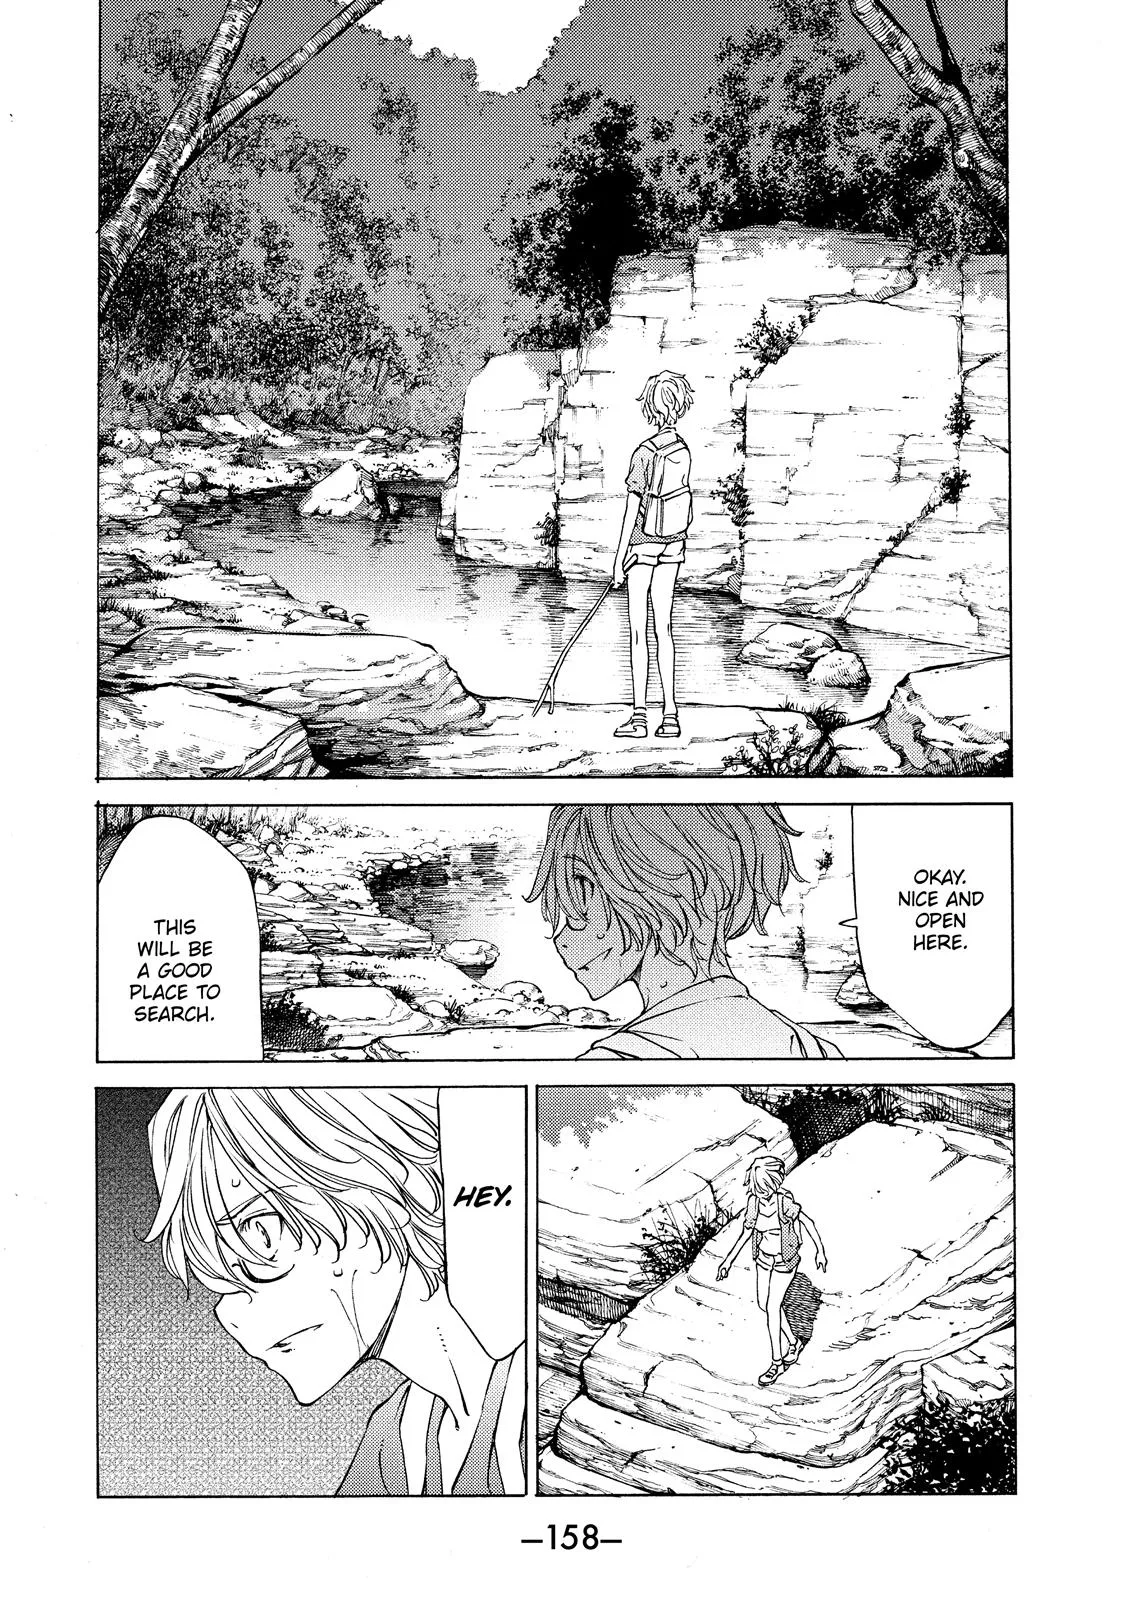 OKAY.
NICE AND
OPEN
HERE.
THIS
WILL BE
A GOOD
PLACE TO
SEARCH.
HEY.
—158—